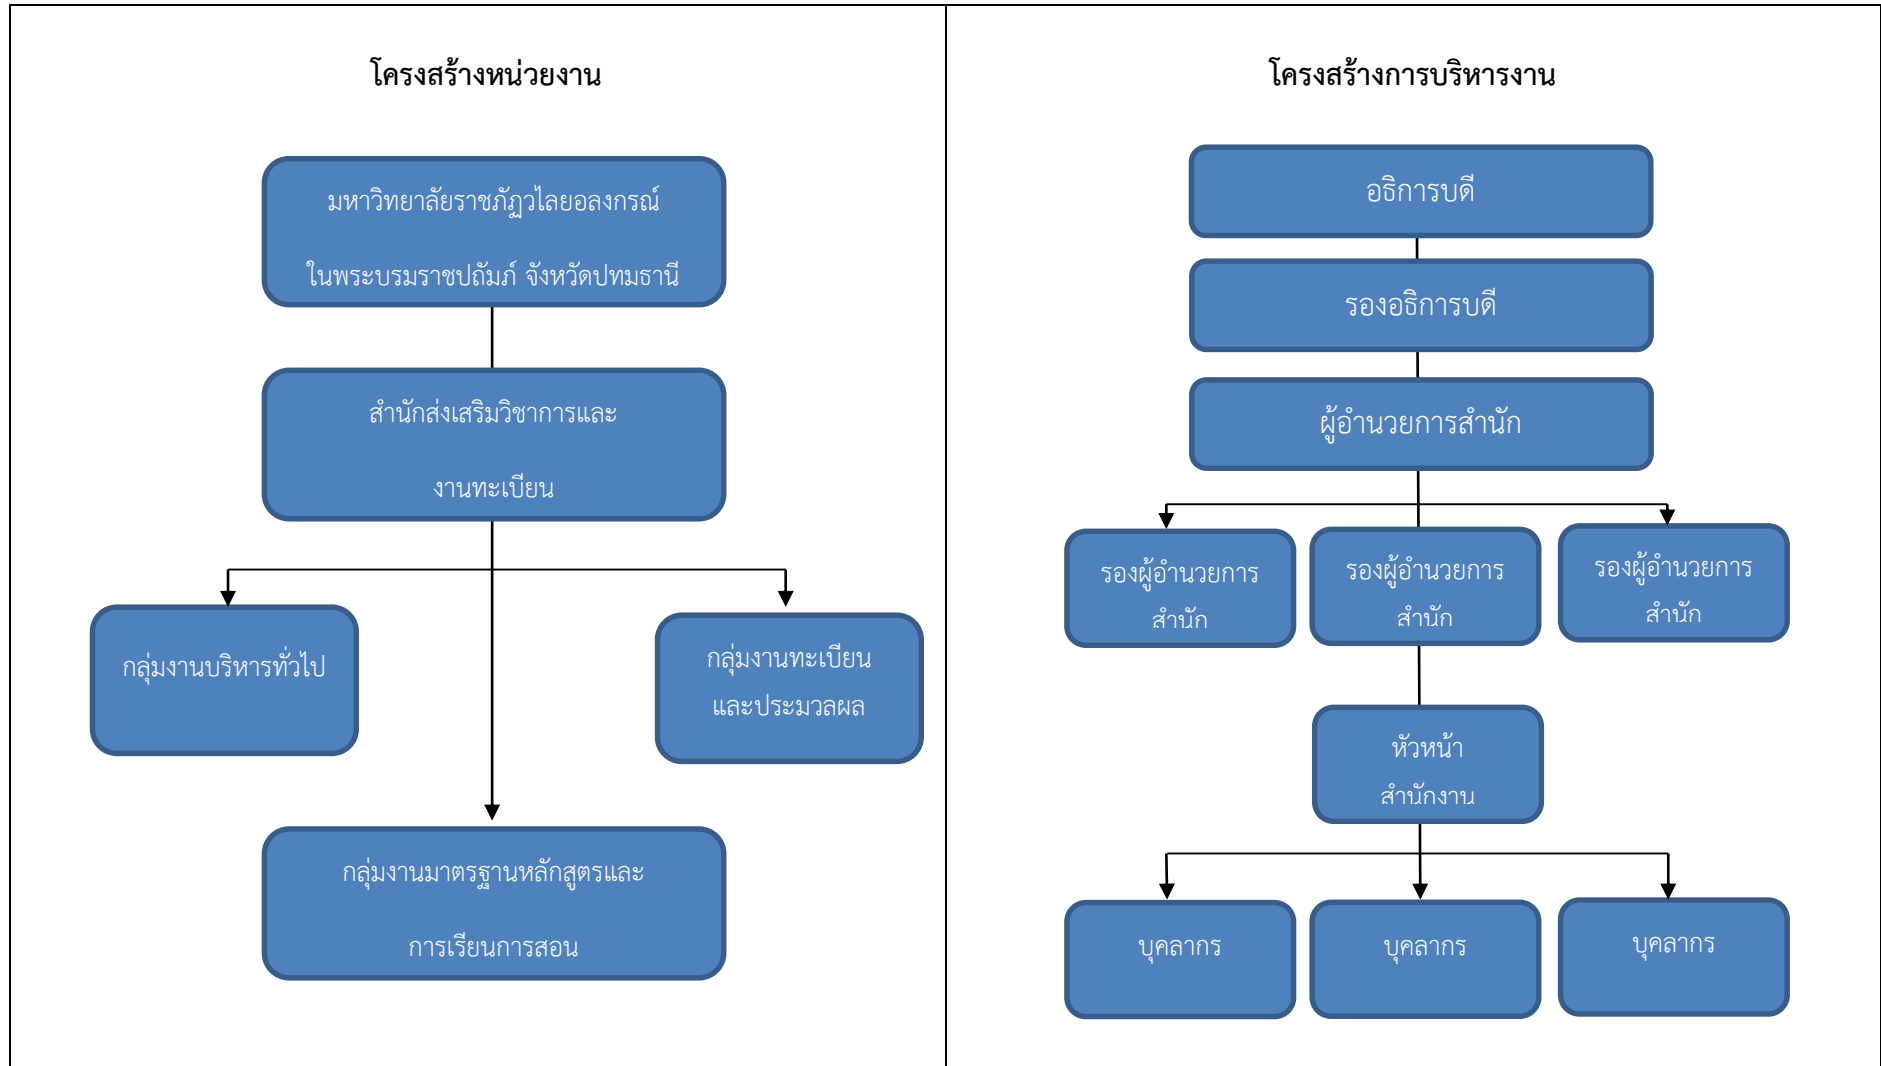 โครงสร้างหน่วยงาน
มหาวิทยาลัยราชภัฏวไลยอลงกรณ์
ในพระบรมราชปถัมภ์ จังหวัดปทมธานี
สำนักส่งเสริมวิชาการและ
งานทะเบียน
กลุ่มงานบริหารทั่วไป
กลุ่มงานทะเบียน
และประมวลผล
กลุ่มงานมาตรฐานหลักสูตรและ
การเรียนการสอน
โครงสร้างการบริหารงาน
อธิการบดี
รองอธิการบดี
ผู้อำนวยการสำนัก
รองผู้อำนวยการ
สำนัก
รองผู้อำนวยการ
สำนัก
รองผู้อำนวยการ
สำนัก
หัวหน้า
สำนักงาน
บุคลากร
บุคลากร
บุคลากร